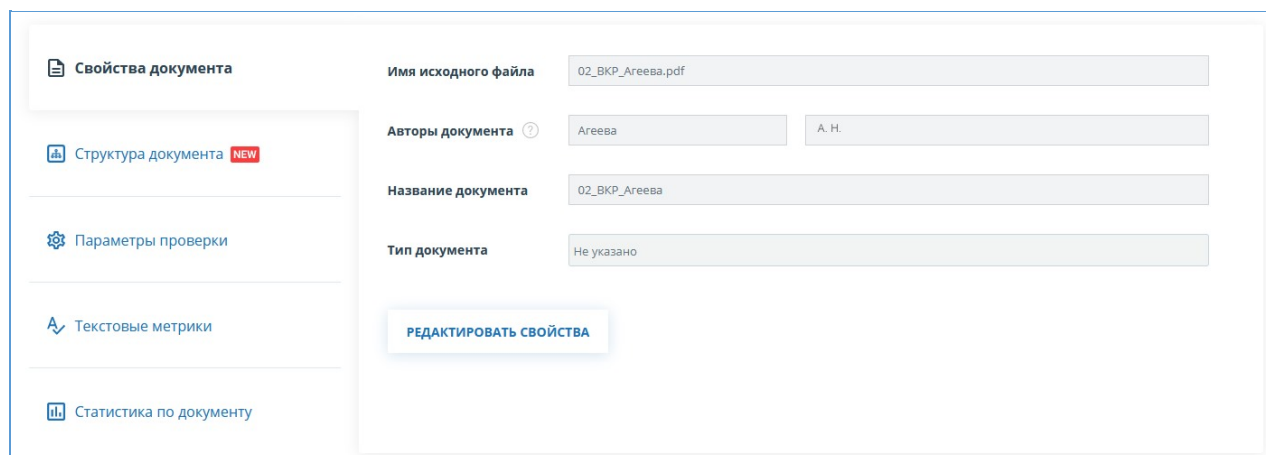 Свойства документа
Структура документа NEW
Параметры проверки
Текстовые метрики
Статистика по документу
Имя исходного файла 02_ВКР_Агеева.pdf
Авторы документа ? Агеева А. Н.
Название документа 02_ВКР_Агеева
Тип документа Не указано
РЕДАКТИРОВАТЬ СВОЙСТВА